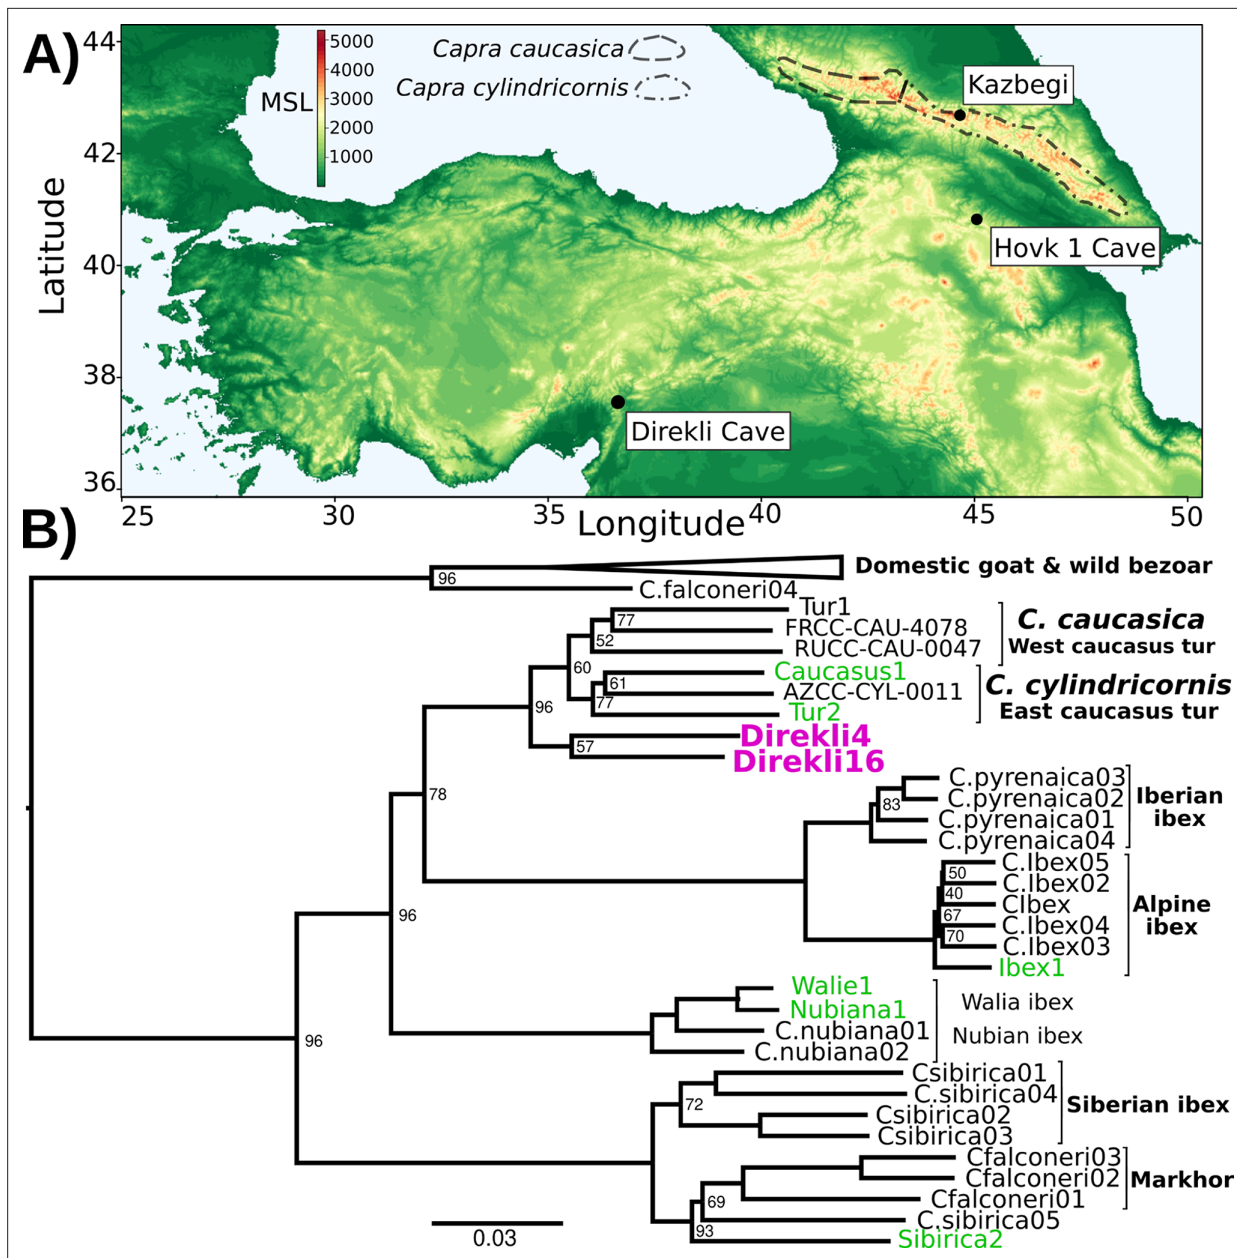 A)
44
42
40
38
36
Latitude
MSL
5000
4000
3000
2000
1000
Capra caucasica
Capra cylindricornis
Kazbegi
Hovk 1 Cave
Direkli Cave
25
30
35
40
45
50
Longitude
B)
96
Domestic goat & wild bezoar
C.falconeri04
Tur1
77
FRCC-CAU-4078
52
RUCC-CAU-0047
C. caucasica
West caucasus tur
60
Caucasus1
61
AZCC-CYL-0011
77
Tur2
C. cylindricornis
East caucasus tur
96
Direkli4
57
Direkli16
78
C.pyrenaica03
83
C.pyrenaica02
C.pyrenaica01
C.pyrenaica04
Iberian
ibex
C.Ibex05
50
C.Ibex02
40
CIbex
67
C.Ibex04
70
C.Ibex03
Ibex1
Alpine
ibex
96
Walie1
Nubiana1
C.nubiana01
C.nubiana02
Walia ibex
Nubian ibex
96
Csibirica01
C.sibirica04
72
Csibirica02
Csibirica03
Siberian ibex
Cfalconeri03
Cfalconeri02
69
Cfalconeri01
Markhor
C.sibirica05
93
Sibirica2
0.03